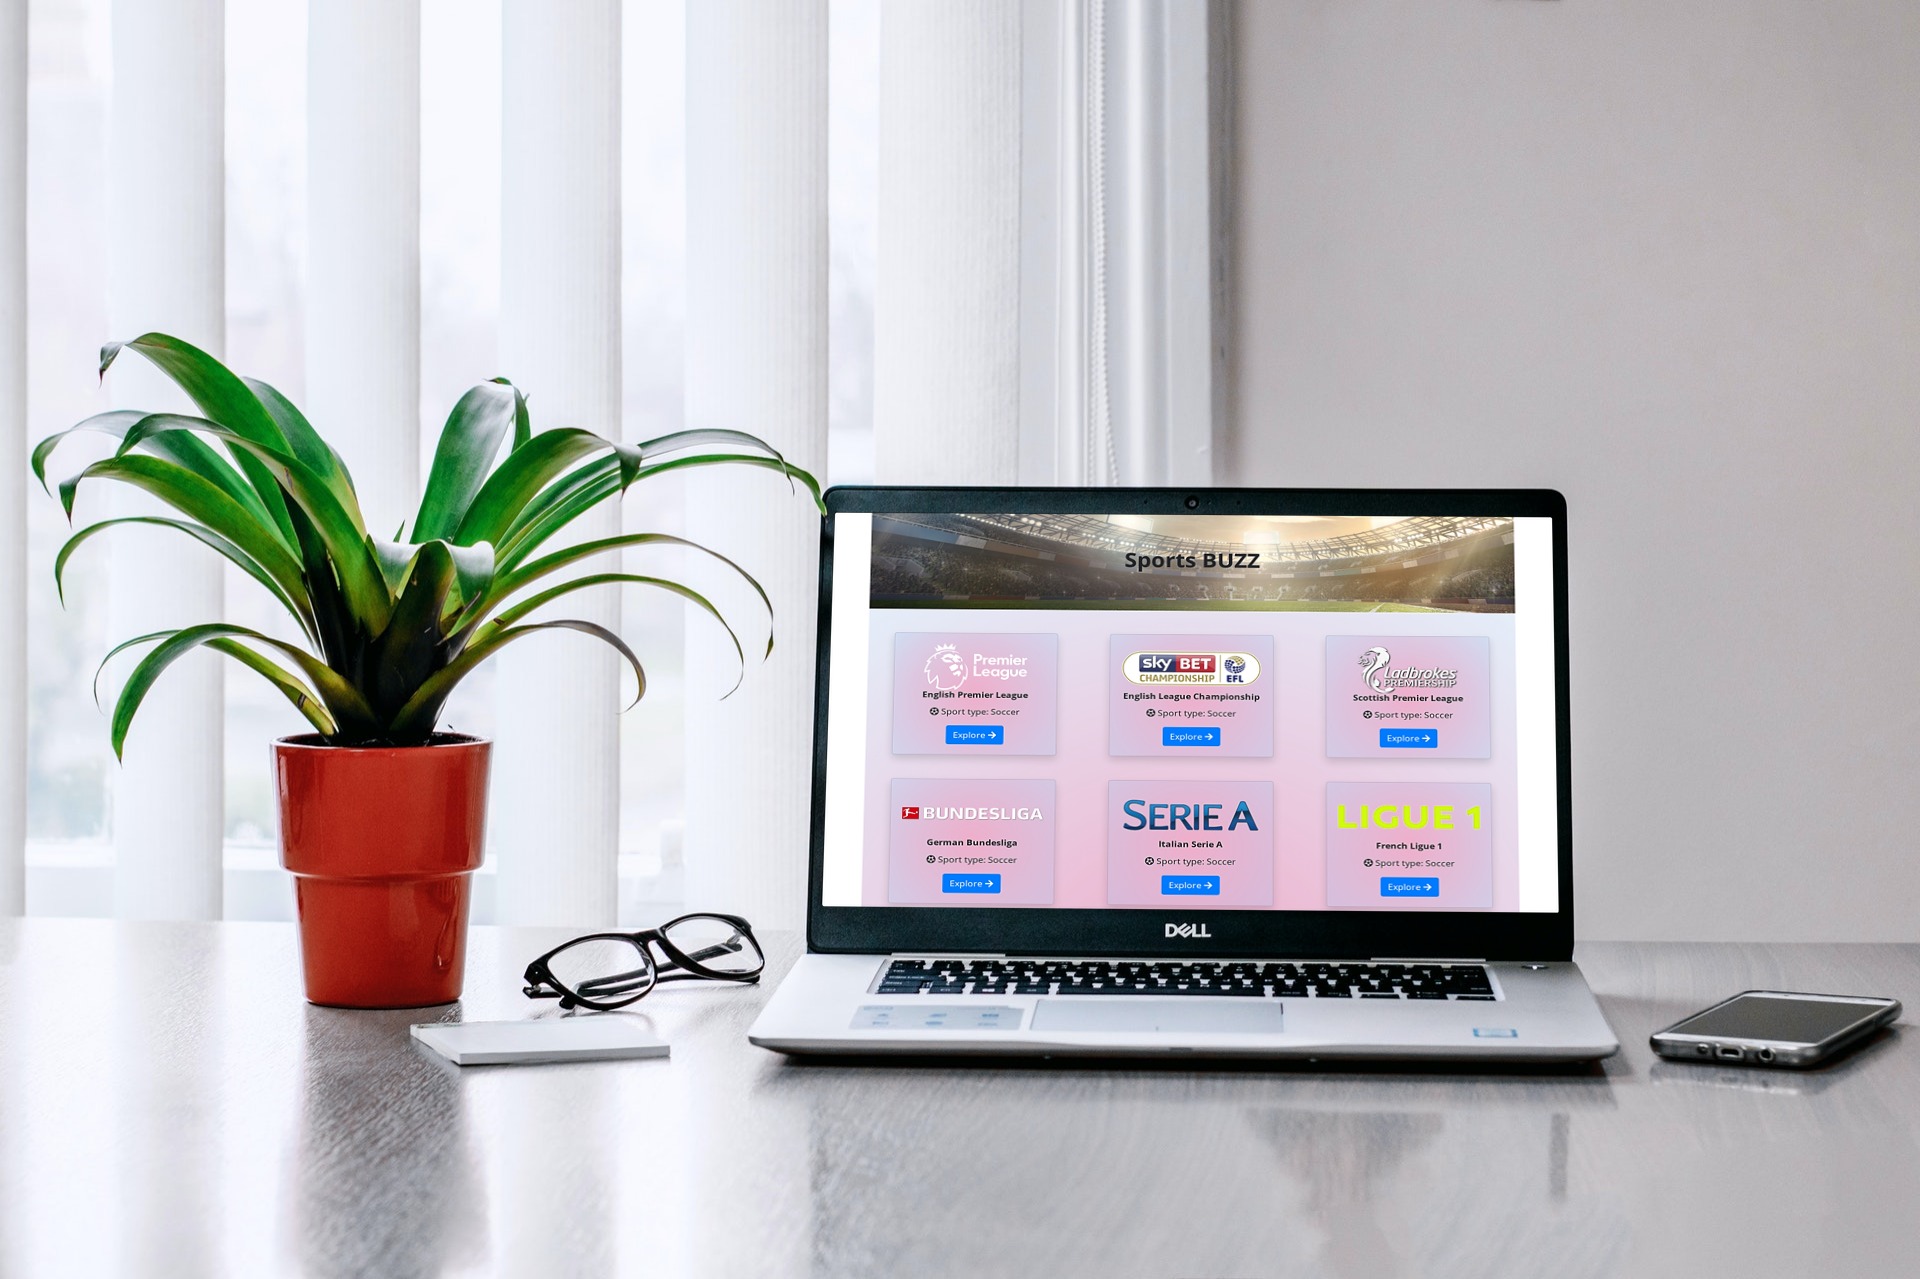 Sports BUZZ
Premier
League
English Premier League
Sport type: Soccer
Explore
sky BET
CHAMPIONSHIP
EFL
English League Championship
Sport type: Soccer
Explore
Ladbrokes
PREMIERSHIP
Scottish Premier League
Sport type: Soccer
Explore
BUNDESLIGA
German Bundesliga
Sport type: Soccer
Explore
SERIE A
Italian Serie A
Sport type: Soccer
Explore
LIGUE 1
French Ligue 1
Sport type: Soccer
Explore
DELL